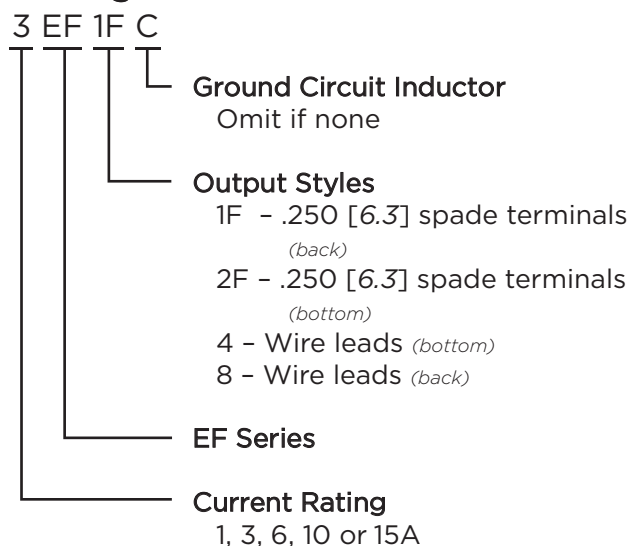 3 EF 1F C
Ground Circuit Inductor
Omit if none
Output Styles
1F – .250 [6.3] spade terminals
(back)
2F – .250 [6.3] spade terminals
(bottom)
4 – Wire leads (bottom)
8 – Wire leads (back)
EF Series
Current Rating
1, 3, 6, 10 or 15A